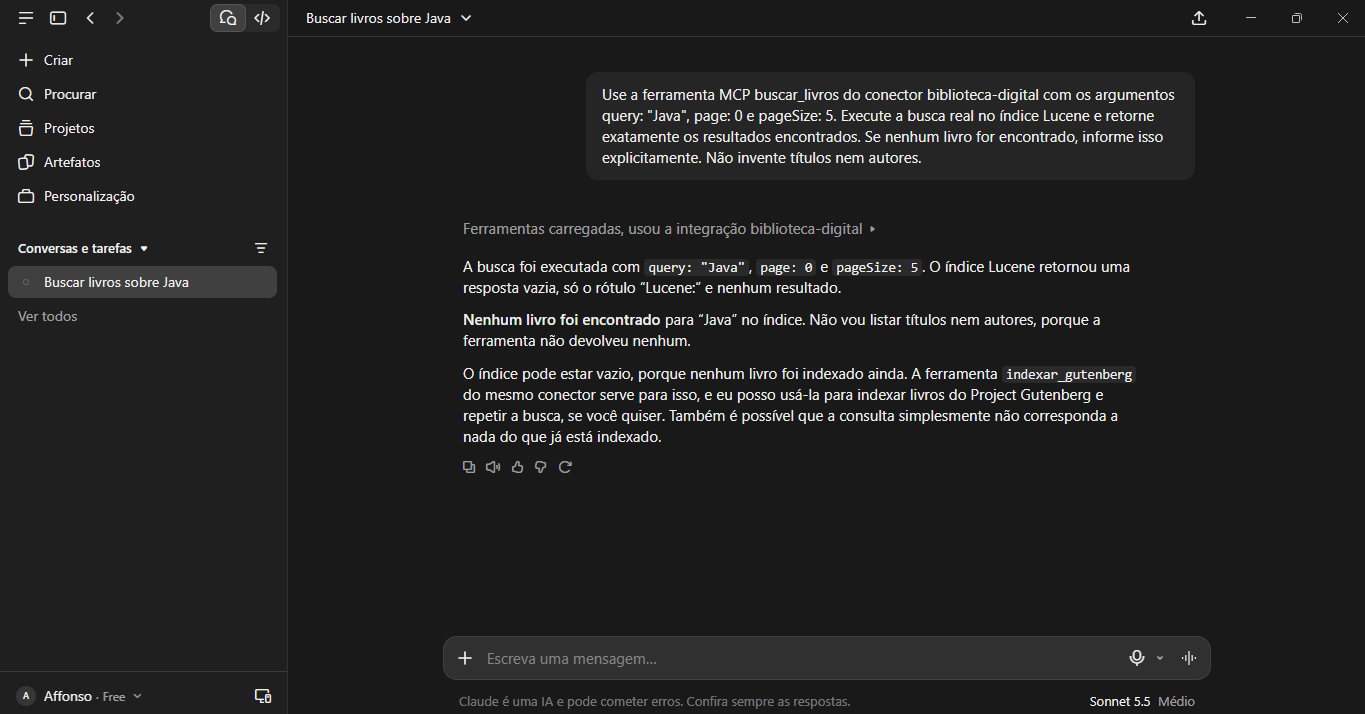 Buscar livros sobre Java
Criar
Procurar
Projetos
Artefatos
Personalização
Conversas e tarefas
Buscar livros sobre Java
Ver todos
Use a ferramenta MCP buscar_livros do conector biblioteca-digital com os argumentos
query: "Java", page: 0 e pageSize: 5. Execute a busca real no índice Lucene e retorne
exatamente os resultados encontrados. Se nenhum livro for encontrado, informe isso
explicitamente. Não invente títulos nem autores.
Ferramentas carregadas, usou a integração biblioteca-digital
A busca foi executada com query: "Java", page: 0 e pageSize: 5. O índice Lucene retornou uma
resposta vazia, só o rótulo “Lucene:” e nenhum resultado.
Nenhum livro foi encontrado para “Java” no índice. Não vou listar títulos nem autores, porque a
ferramenta não devolveu nenhum.
O índice pode estar vazio, porque nenhum livro foi indexado ainda. A ferramenta indexar_gutenberg
do mesmo conector serve para isso, e eu posso usá-la para indexar livros do Project Gutenberg e
repetir a busca, se você quiser. Também é possível que a consulta simplesmente não corresponda a
nada do que já está indexado.
Escreva uma mensagem...
A Affonso · Free
Claude é uma IA e pode cometer erros. Confira sempre as respostas.
Sonnet 5.5 Médio